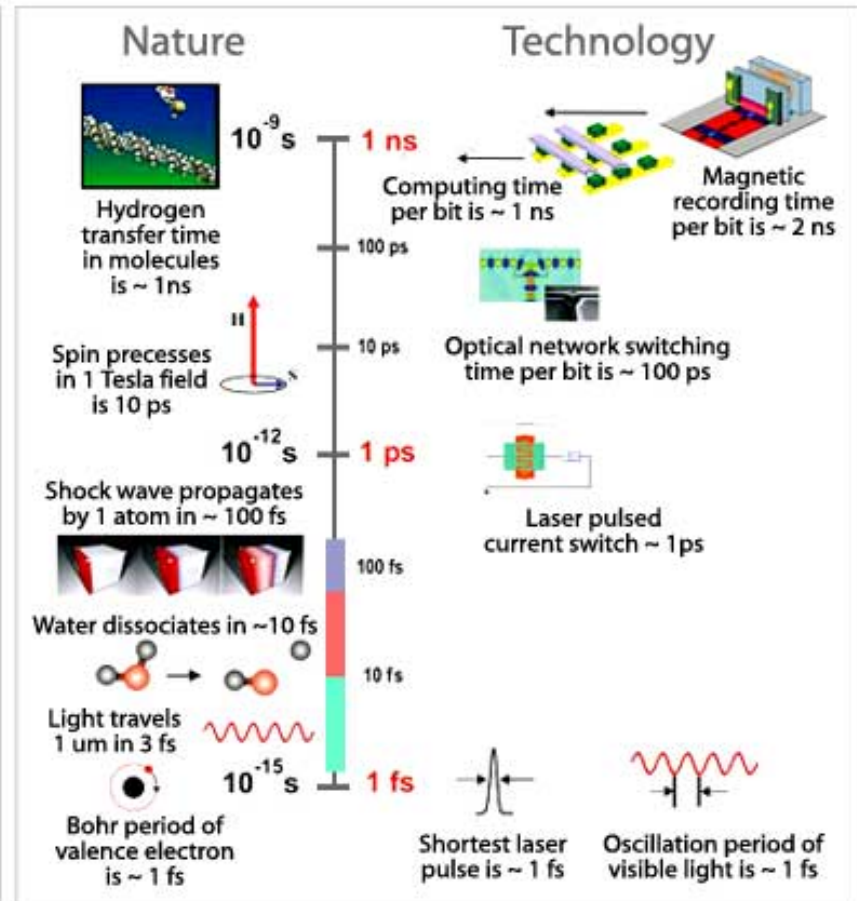 Nature
Technology
10⁻⁹ s
1 ns
Hydrogen
transfer time
in molecules
is ~ 1ns
Computing time
per bit is ~ 1 ns
Magnetic
recording time
per bit is ~ 2 ns
100 ps
H
Spin precesses
in 1 Tesla field
is 10 ps
10 ps
Optical network switching
time per bit is ~ 100 ps
10⁻¹² s
1 ps
Laser pulsed
current switch ~ 1ps
Shock wave propagates
by 1 atom in ~ 100 fs
100 fs
Water dissociates in ~10 fs
10 fs
Light travels
1 um in 3 fs
10⁻¹⁵ s
1 fs
Bohr period of
valence electron
is ~ 1 fs
Shortest laser
pulse is ~ 1 fs
Oscillation period of
visible light is ~ 1 fs